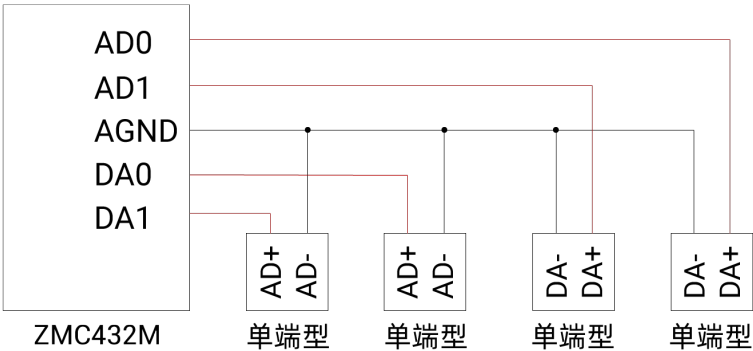 AD0
AD1
AGND
DA0
DA1
AD+ AD- AD+ AD- DA- DA+ DA- DA+
ZMC432M 单端型 单端型 单端型 单端型